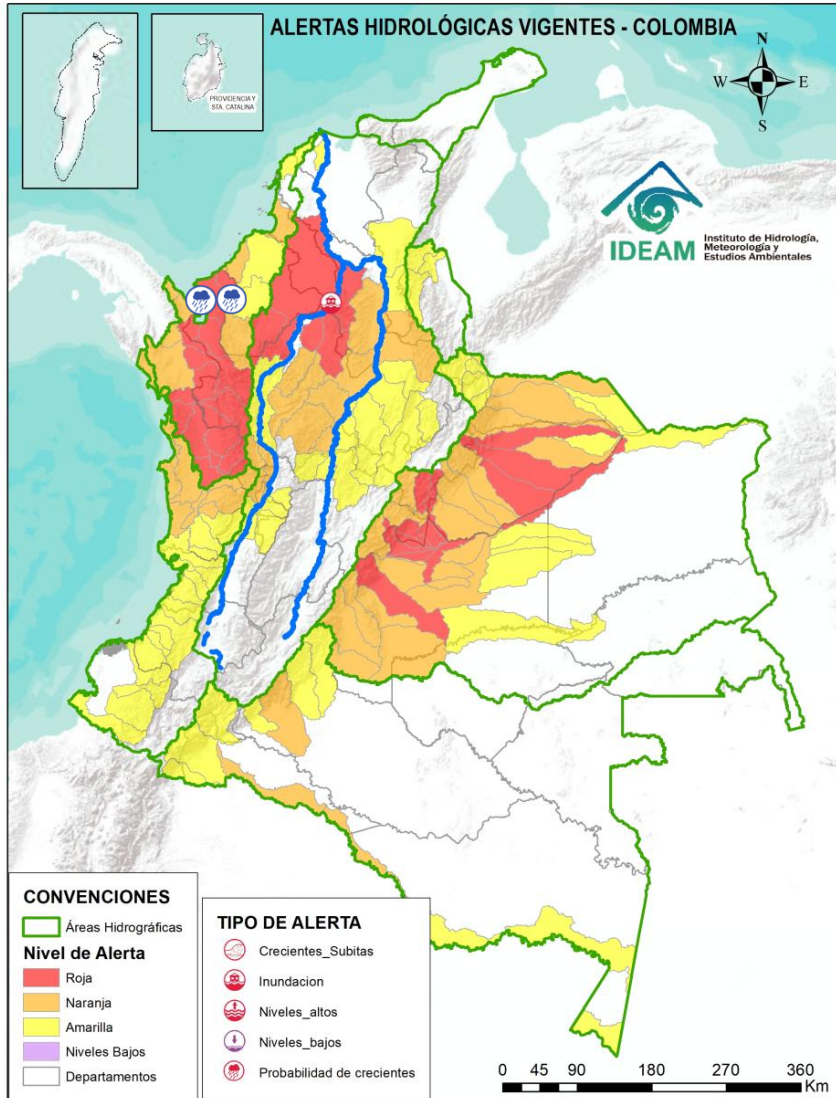 ALERTAS HIDROLÓGICAS VIGENTES - COLOMBIA
PROVIDENCIA Y
STA. CATALINA
N
W
E
S
IDEAM
Instituto de Hidrología,
Meteorología y
Estudios Ambientales
CONVENCIONES
Áreas Hidrográficas
Nivel de Alerta
Roja
Naranja
Amarilla
Niveles Bajos
Departamentos
TIPO DE ALERTA
Crecientes_Subitas
Inundacion
Niveles_altos
Niveles_bajos
Probabilidad de crecientes
0 45 90 180 270 360
Km